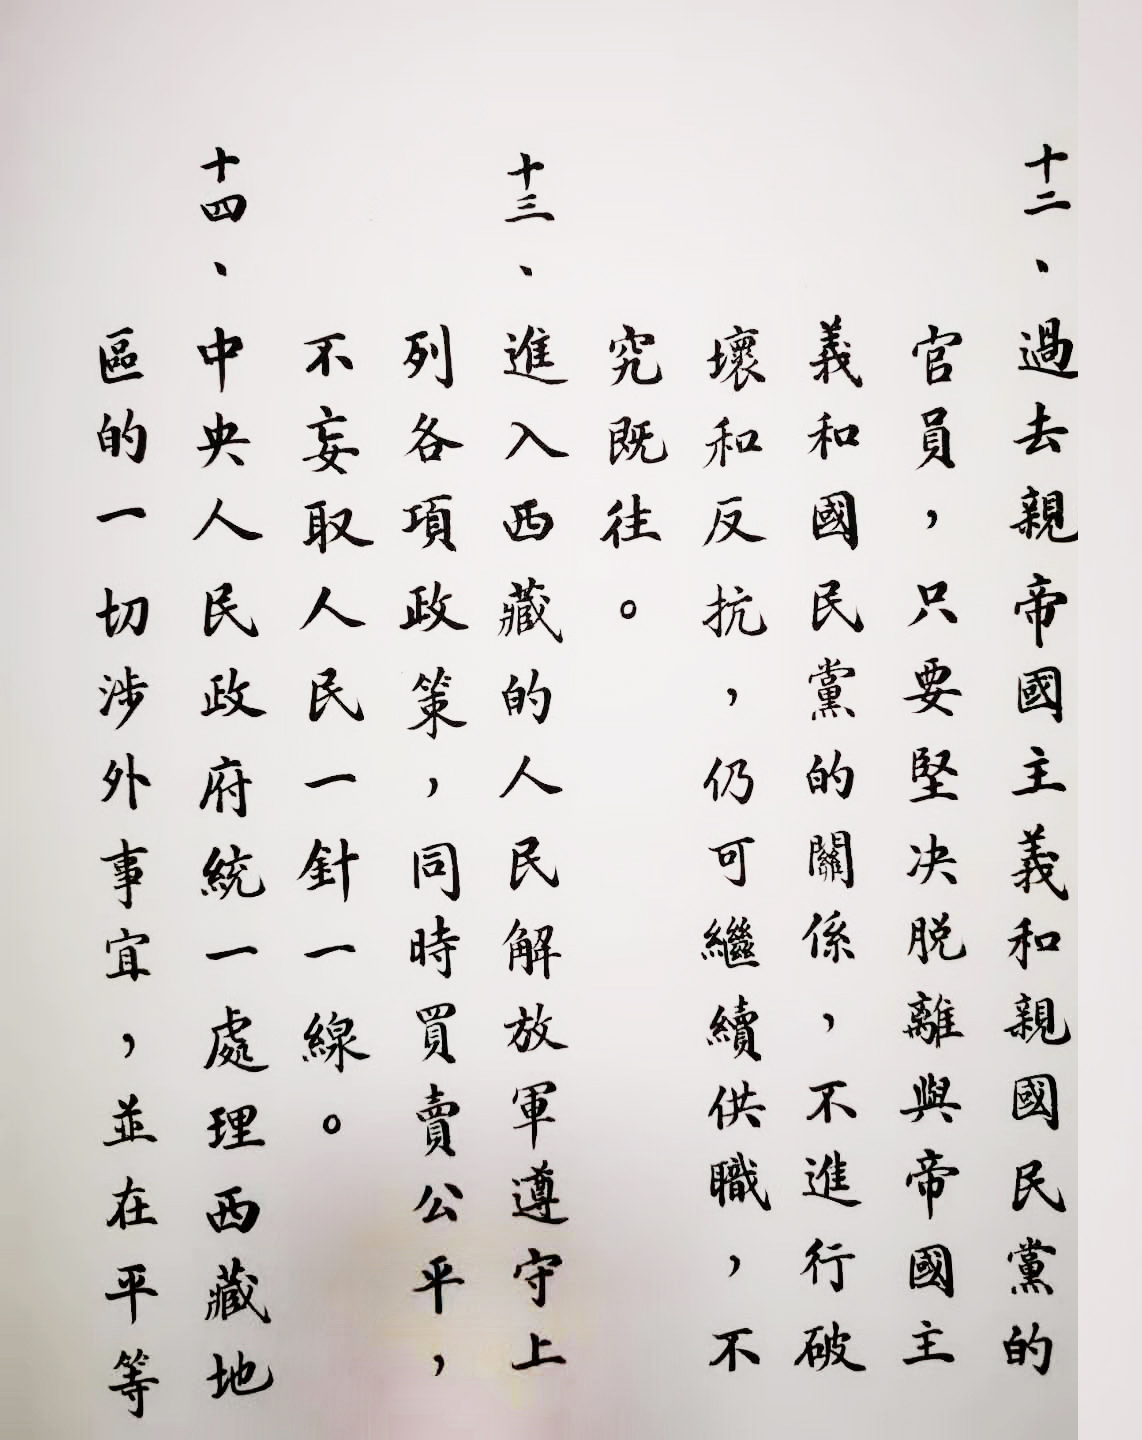 十二、過去親帝國主義和親國民黨的
官員，只要堅决脱離與帝國主
義和國民黨的關係，不進行破
壞和反抗，仍可繼續供職，不
究既往。
十三、進入西藏的人民解放軍遵守上
列各項政策，同時買賣公平，
不妄取人民一針一線。
十四、中央人民政府統一處理西藏地
區的一切涉外事宜，並在平等